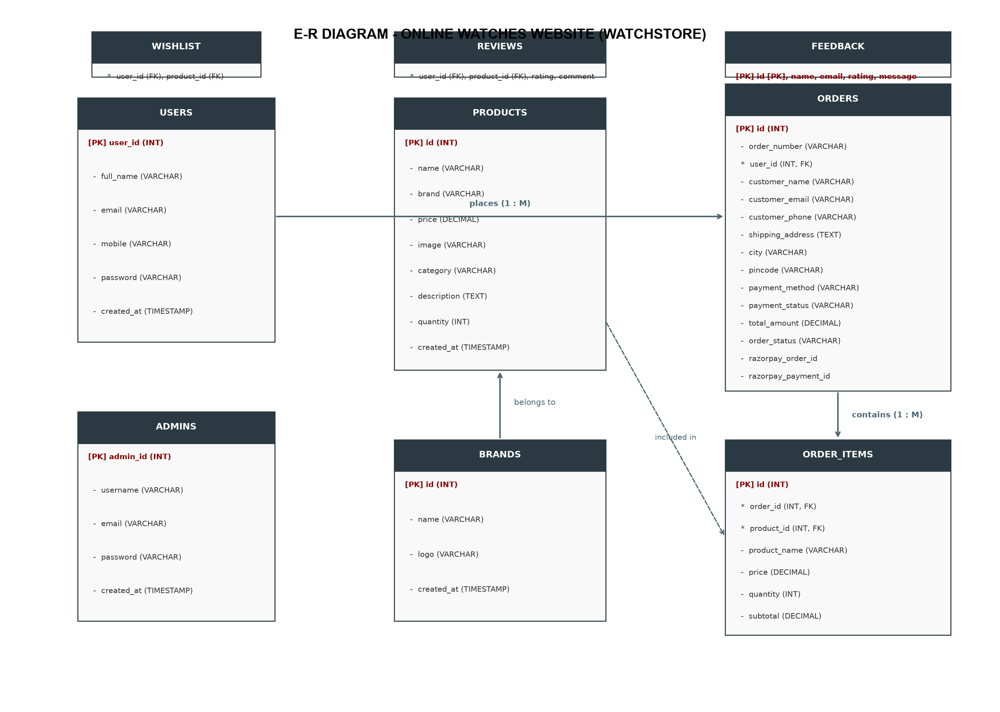 E-R DIAGRAM - ONLINE WATCHES WEBSITE (WATCHSTORE)
WISHLIST
* user_id (FK), product_id (FK)
REVIEWS
* user_id (FK), product_id (FK), rating, comment
FEEDBACK
[PK] id [PK], name, email, rating, message
USERS
[PK] user_id (INT)
- full_name (VARCHAR)
- email (VARCHAR)
- mobile (VARCHAR)
- password (VARCHAR)
- created_at (TIMESTAMP)
PRODUCTS
[PK] id (INT)
- name (VARCHAR)
- brand (VARCHAR)
places (1 : M)
- price (DECIMAL)
- image (VARCHAR)
- category (VARCHAR)
- description (TEXT)
- quantity (INT)
- created_at (TIMESTAMP)
ORDERS
[PK] id (INT)
- order_number (VARCHAR)
* user_id (INT, FK)
- customer_name (VARCHAR)
- customer_email (VARCHAR)
- customer_phone (VARCHAR)
- shipping_address (TEXT)
- city (VARCHAR)
- pincode (VARCHAR)
- payment_method (VARCHAR)
- payment_status (VARCHAR)
- total_amount (DECIMAL)
- order_status (VARCHAR)
- razorpay_order_id
- razorpay_payment_id
belongs to
contains (1 : M)
included in
ADMINS
[PK] admin_id (INT)
- username (VARCHAR)
- email (VARCHAR)
- password (VARCHAR)
- created_at (TIMESTAMP)
BRANDS
[PK] id (INT)
- name (VARCHAR)
- logo (VARCHAR)
- created_at (TIMESTAMP)
ORDER_ITEMS
[PK] id (INT)
* order_id (INT, FK)
* product_id (INT, FK)
- product_name (VARCHAR)
- price (DECIMAL)
- quantity (INT)
- subtotal (DECIMAL)